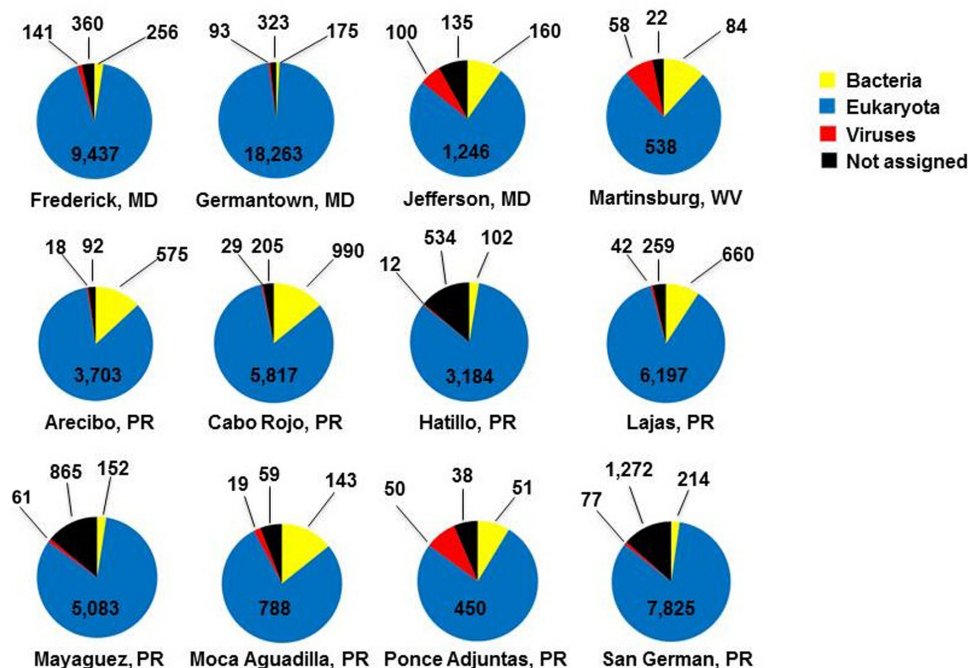 141 360 256
93 323 175
100 135 160
58 22 84
Bacteria
Eukaryota
Viruses
Not assigned
9,437 18,263 1,246 538
Frederick, MD Germantown, MD Jefferson, MD Martinsburg, WV
18 92 575
29 205 990
12 534 102
42 259 660
3,703 5,817 3,184 6,197
Arecibo, PR Cabo Rojo, PR Hatillo, PR Lajas, PR
61 865 152
19 59 143
50 38 51
77 1,272 214
5,083 788 450 7,825
Mayaguez, PR Moca Aguadilla, PR Ponce Adjuntas, PR San German, PR